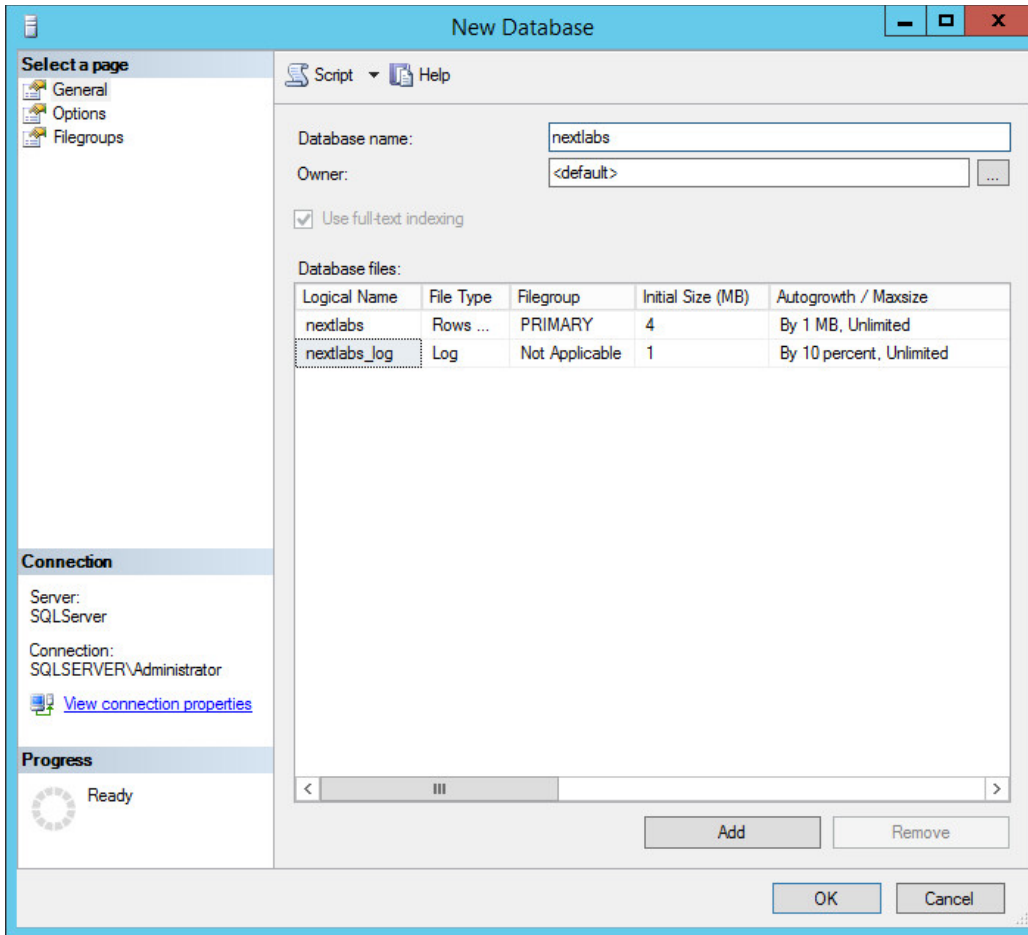 New Database
Select a page
General
Options
Filegroups
Script Help
Database name: nextlabs
Owner: <default> ...
Use full-text indexing
Database files:
Logical Name File Type Filegroup Initial Size (MB) Autogrowth / Maxsize
nextlabs Rows ... PRIMARY 4 By 1 MB, Unlimited
nextlabs_log Log Not Applicable 1 By 10 percent, Unlimited
Connection
Server:
SQLServer
Connection:
SQLSERVER\Administrator
View connection properties
Progress
Ready
Add Remove
OK Cancel